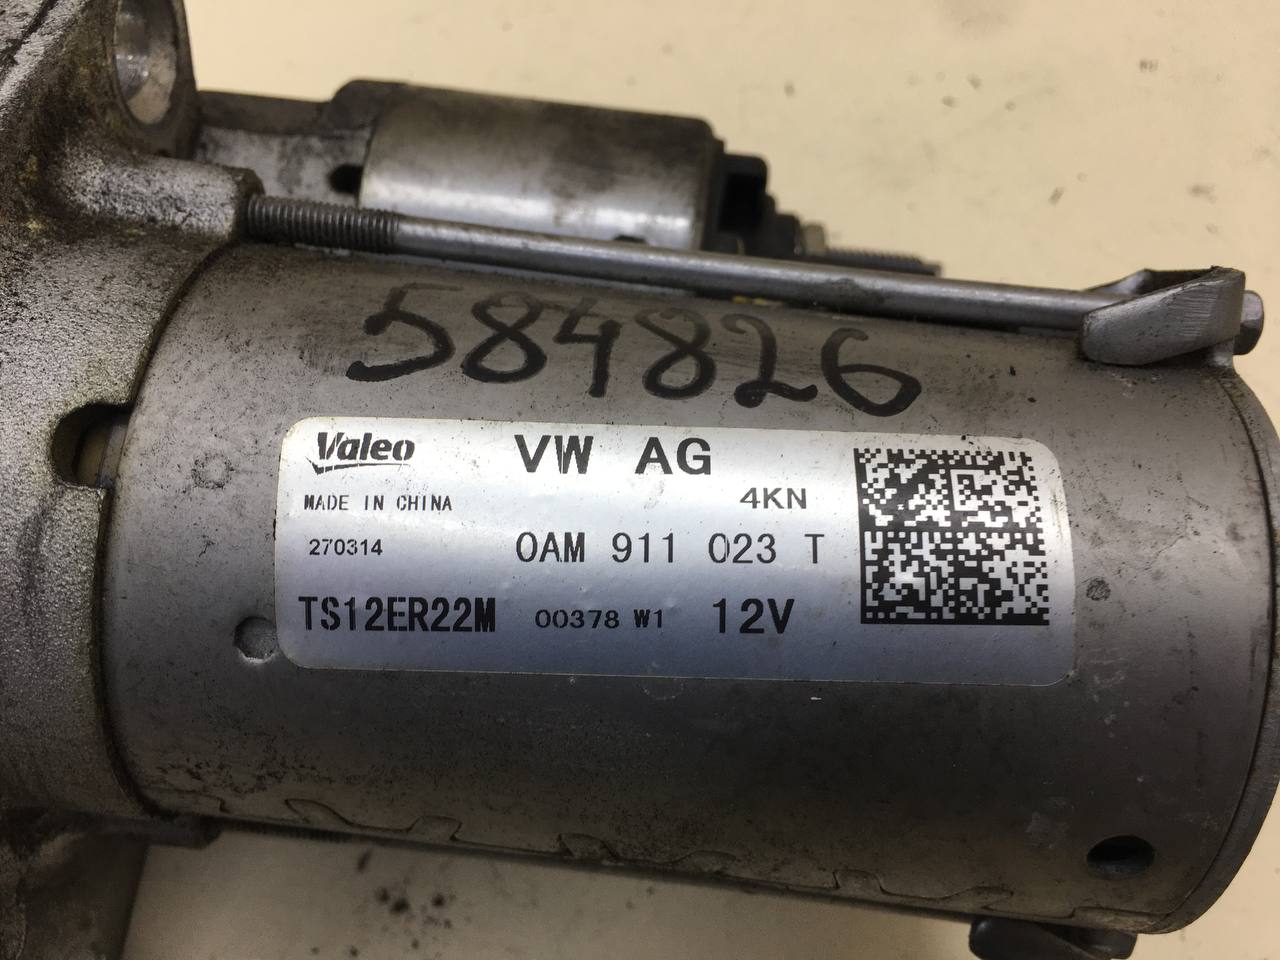 584826
Valeo VW AG
MADE IN CHINA 4KN
270314 0AM 911 023 T
TS12ER22M 00378 W1 12V